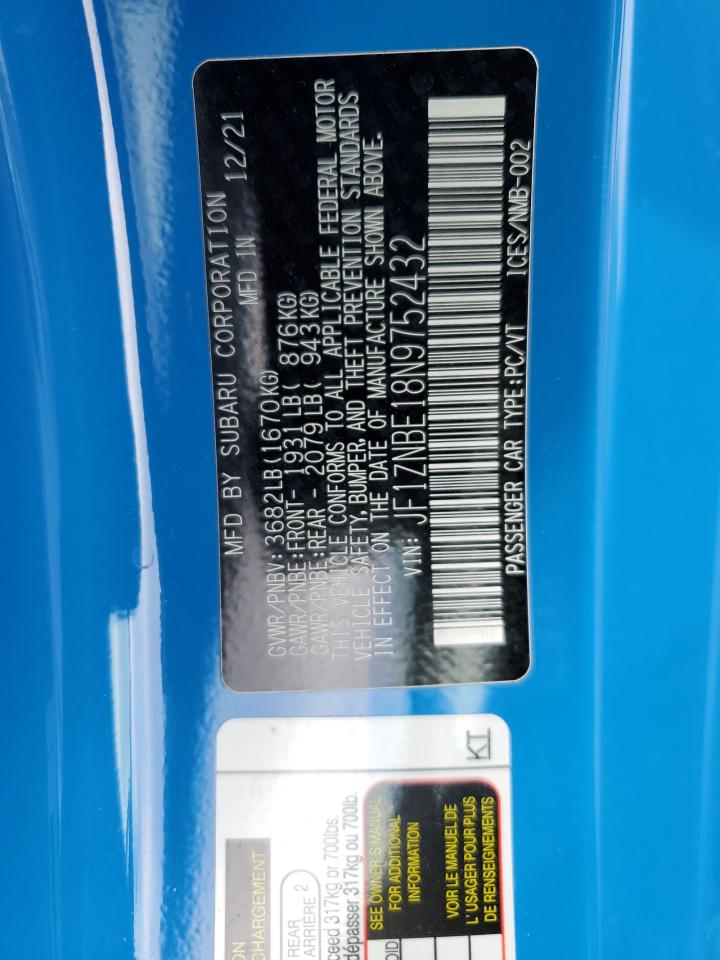 MFD BY SUBARU CORPORATION
MFD IN 12/21
GVWR/PNBV: 3682LB(1670KG)
GAWR/PNBE:FRONT- 1931LB( 876KG)
GAWR/PNBE:REAR - 2079LB( 943KG)
THIS VEHICLE CONFORMS TO ALL APPLICABLE FEDERAL MOTOR
VEHICLE SAFETY, BUMPER, AND THEFT PREVENTION STANDARDS
IN EFFECT ON THE DATE OF MANUFACTURE SHOWN ABOVE.
VIN: JF1ZNBE18N9752432
PASSENGER CAR TYPE:PC/VT ICES/NMB-002
KT
ON
CHARGEMENT
REAR
ARRIÈRE 2
ceed 317kg or 700lbs.
dépasser 317kg ou 700lb.
OID
SEE OWNER'S MANUAL
FOR ADDITIONAL
INFORMATION
VOIR LE MANUEL DE
L' USAGER POUR PLUS
DE RENSEIGNEMENTS